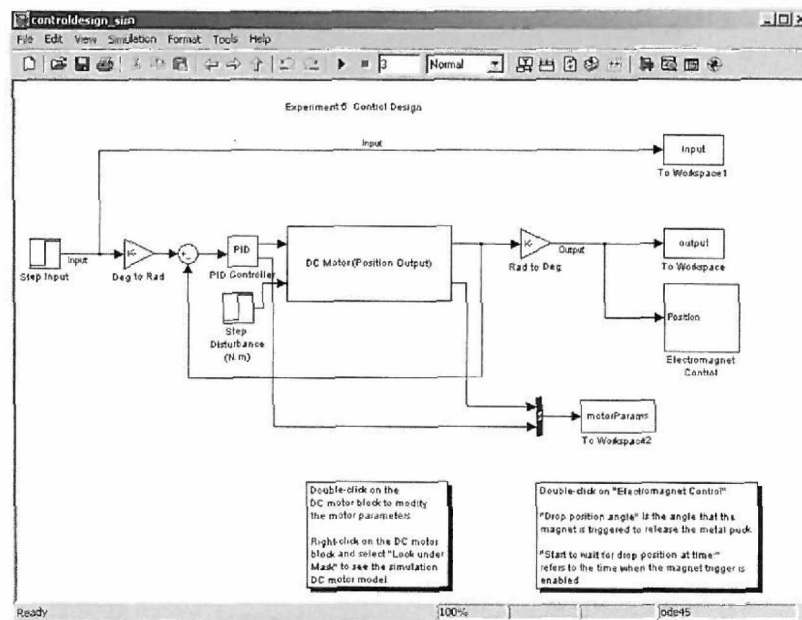 controldesign_sim
File Edit View Simulation Format Tools Help
3
Normal
Experiment 6 Control Design
Input
input
To Workspace1
Step Input
Input
K-
Deg to Rad
PID
PID Controller
DC Motor(Position Output)
K-
Rad to Deg
Output
output
To Workspace
Step
Disturbance
(N.m)
Position
Electromagnet
Control
motorParams
To Workspace2
Double-click on the
DC motor block to modify
the motor parameters
Right-click on the DC motor
block and select "Look under
Mask" to see the simulation
DC motor model
Double-click on "Electromagnet Control"
"Drop position angle" is the angle that the
magnet is triggered to release the metal puck.
"Start to wait for drop position at time:"
refers to the time when the magnet trigger is
enabled
Ready
100%
ode45